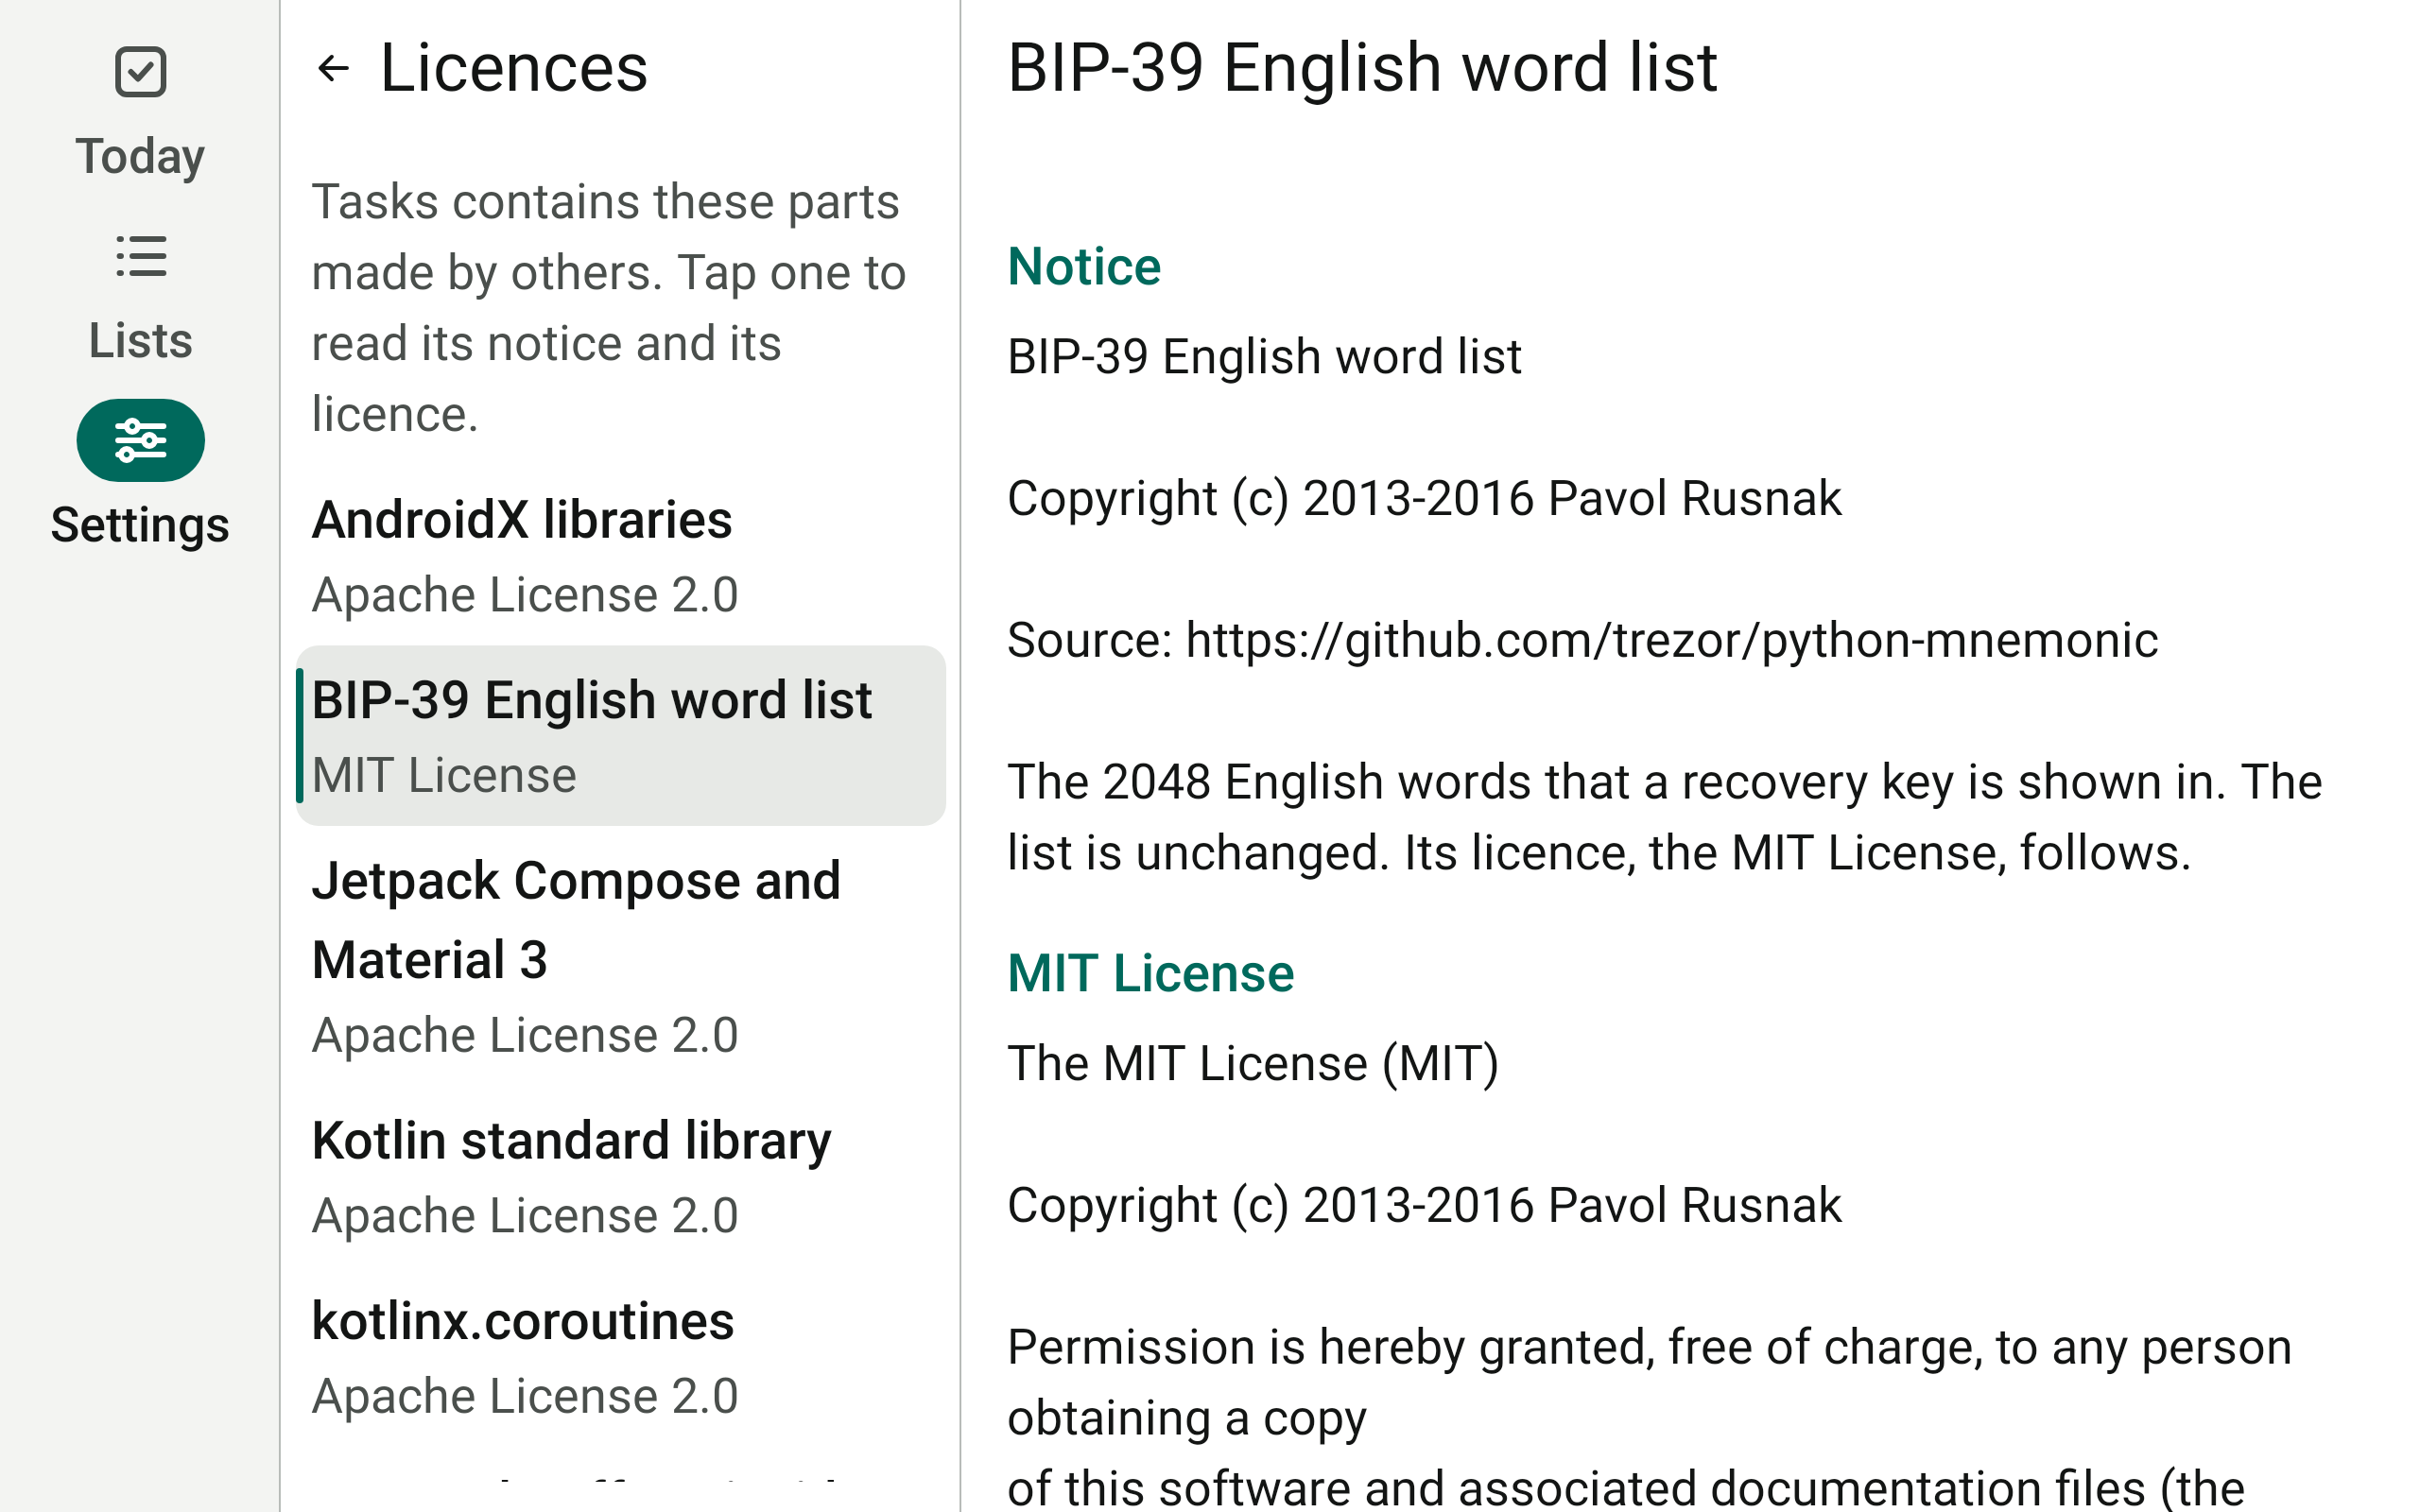 Today
Lists
Settings
Licences
Tasks contains these parts
made by others. Tap one to
read its notice and its
licence.
AndroidX libraries
Apache License 2.0
BIP-39 English word list
MIT License
Jetpack Compose and
Material 3
Apache License 2.0
Kotlin standard library
Apache License 2.0
kotlinx.coroutines
Apache License 2.0
BIP-39 English word list
Notice
BIP-39 English word list
Copyright (c) 2013-2016 Pavol Rusnak
Source: https://github.com/trezor/python-mnemonic
The 2048 English words that a recovery key is shown in. The
list is unchanged. Its licence, the MIT License, follows.
MIT License
The MIT License (MIT)
Copyright (c) 2013-2016 Pavol Rusnak
Permission is hereby granted, free of charge, to any person
obtaining a copy
of this software and associated documentation files (the